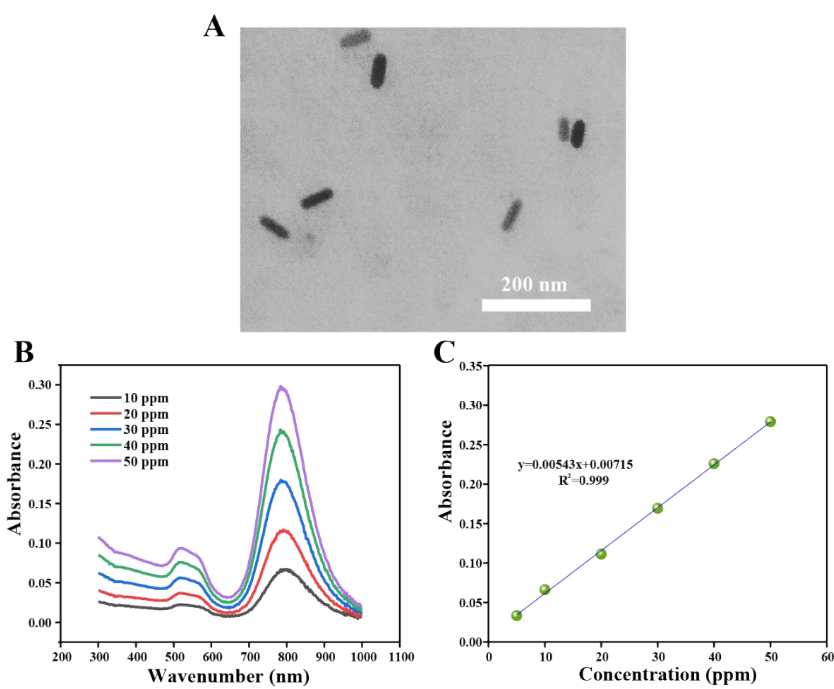 A
200 nm
B
0.30
0.25
0.20
0.15
0.10
0.05
0.00
Absorbance
10 ppm
20 ppm
30 ppm
40 ppm
50 ppm
200 300 400 500 600 700 800 900 1000 1100
Wavenumber (nm)
C
0.35
0.30
0.25
0.20
0.15
0.10
0.05
0.00
Absorbance
y=0.00543x+0.00715
R²=0.999
0 10 20 30 40 50 60
Concentration (ppm)